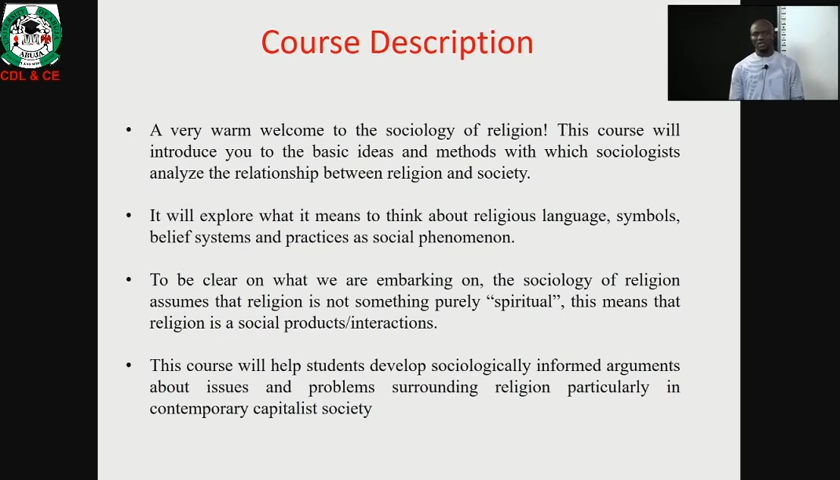 Course Description
ABUJA
CDL & CE
• A very warm welcome to the sociology of religion! This course will
introduce you to the basic ideas and methods with which sociologists
analyze the relationship between religion and society.
• It will explore what it means to think about religious language, symbols,
belief systems and practices as social phenomenon.
• To be clear on what we are embarking on, the sociology of religion
assumes that religion is not something purely “spiritual”, this means that
religion is a social products/interactions.
• This course will help students develop sociologically informed arguments
about issues and problems surrounding religion particularly in
contemporary capitalist society